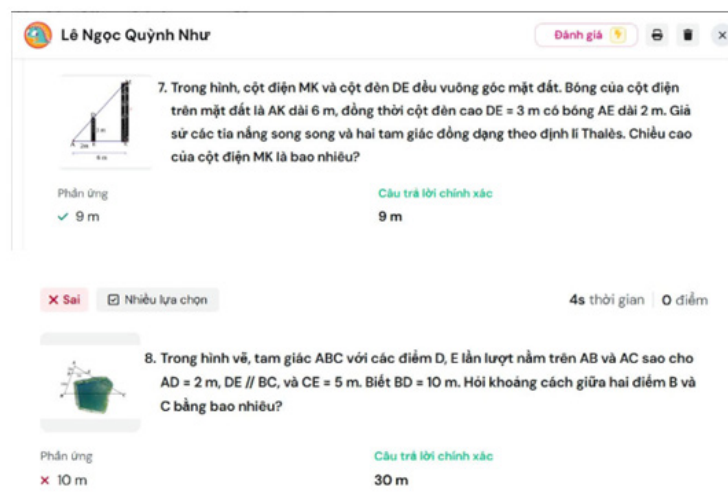 Lê Ngọc Quỳnh Như
Đánh giá
7. Trong hình, cột điện MK và cột đèn DE đều vuông góc mặt đất. Bóng của cột điện
trên mặt đất là AK dài 6 m, đồng thời cột đèn cao DE = 3 m có bóng AE dài 2 m. Giả
sử các tia nắng song song và hai tam giác đồng dạng theo định lí Thalès. Chiều cao
của cột điện MK là bao nhiêu?
Phản ứng
Câu trả lời chính xác
9 m
9 m
Sai
Nhiều lựa chọn
4s thời gian
0 điểm
8. Trong hình vẽ, tam giác ABC với các điểm D, E lần lượt nằm trên AB và AC sao cho
AD = 2 m, DE // BC, và CE = 5 m. Biết BD = 10 m. Hỏi khoảng cách giữa hai điểm B và
C bằng bao nhiêu?
Phản ứng
Câu trả lời chính xác
10 m
30 m